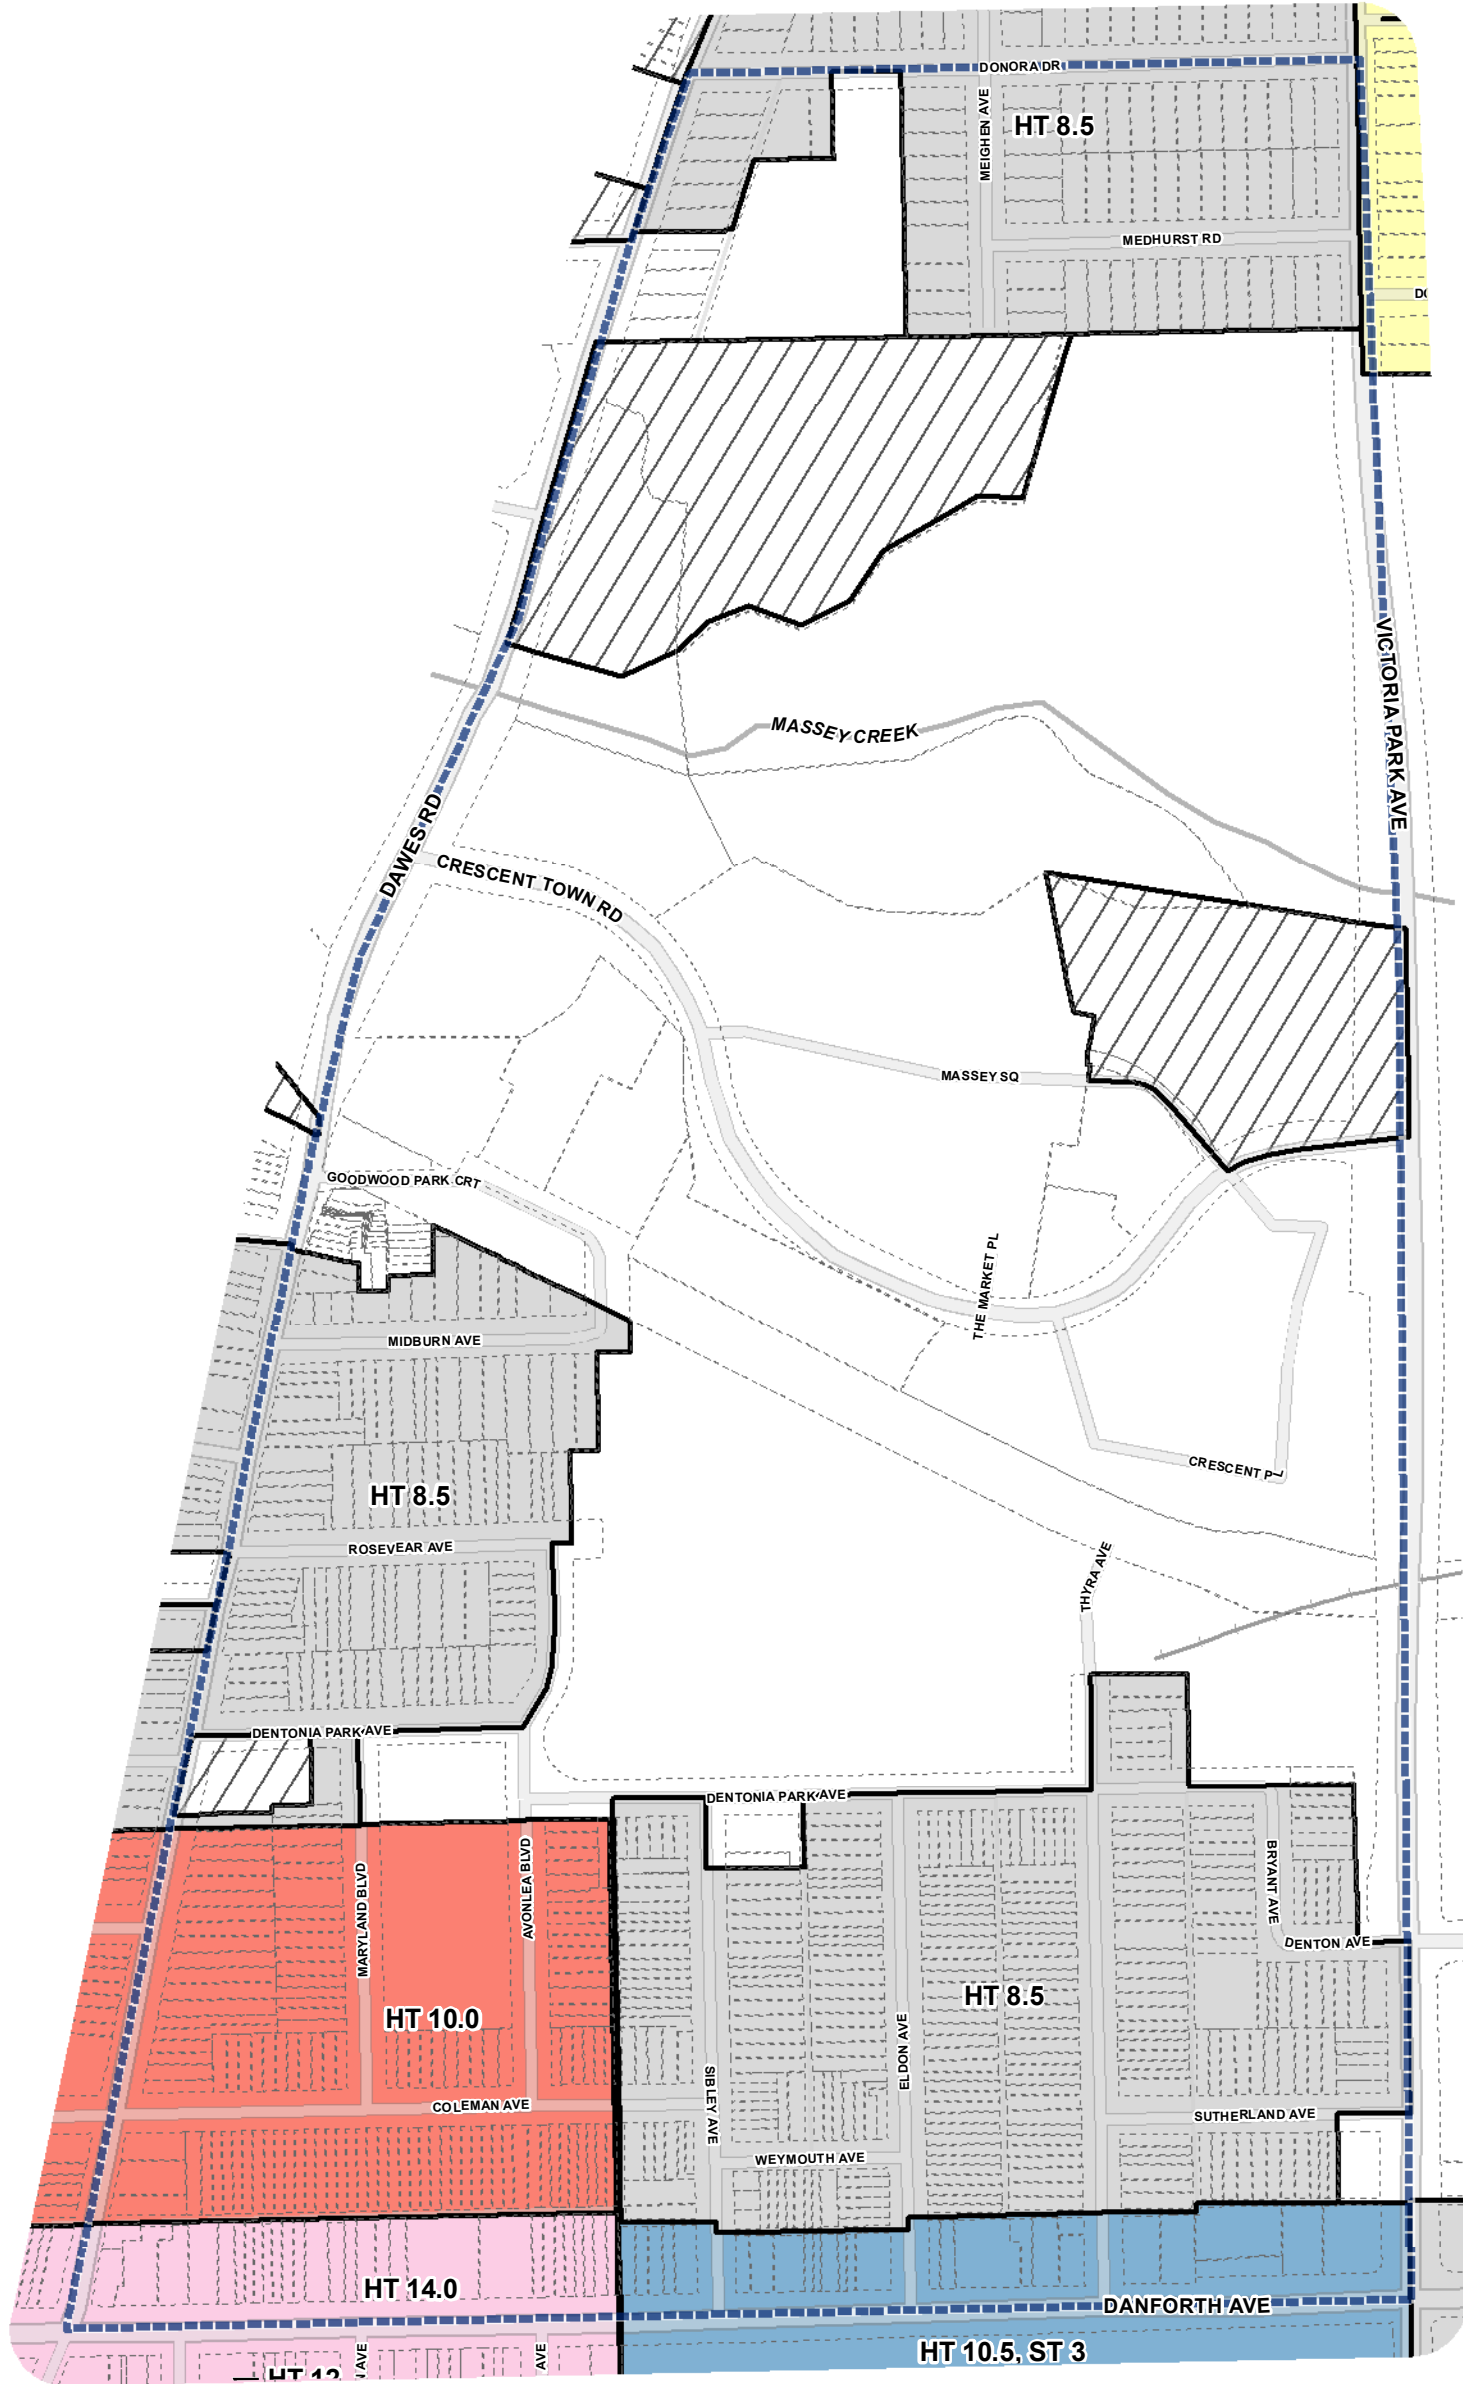 DONORA DR
MEIGHEN AVE
HT 8.5
MEDHURST RD
VICTORIA PARK AVE
MASSEY CREEK
DAWES RD
CRESCENT TOWN RD
MASSEY SQ
GOODWOOD PARK CRT
THE MARKET PL
MIDBURN AVE
CRESCENT PL
HT 8.5
ROSEVEAR AVE
THYRA AVE
DENTONIA PARK AVE
DENTONIA PARK AVE
MARYLAND BLVD
AVONLEA BLVD
BRYANT AVE
DENTON AVE
HT 8.5
HT 10.0
ELDON AVE
SIBLEY AVE
COLEMAN AVE
SUTHERLAND AVE
WEYMOUTH AVE
HT 14.0
DANFORTH AVE
HT 10.5, ST 3
AVE
AVE